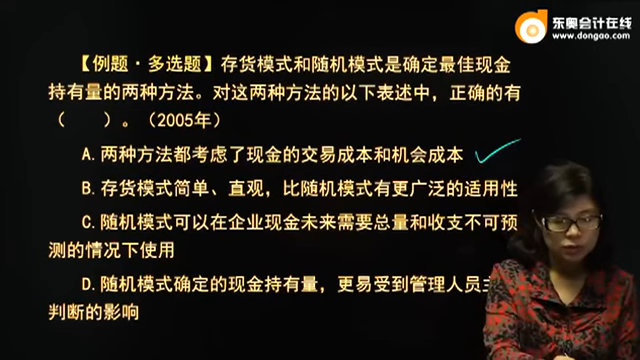 东奥会计在线
www.dongao.com
【例题·多选题】存货模式和随机模式是确定最佳现金
持有量的两种方法。对这两种方法的以下表述中，正确的有
（　　）。（2005年）
A.两种方法都考虑了现金的交易成本和机会成本
B.存货模式简单、直观，比随机模式有更广泛的适用性
C.随机模式可以在企业现金未来需要总量和收支不可预
测的情况下使用
D.随机模式确定的现金持有量，更易受到管理人员主
判断的影响